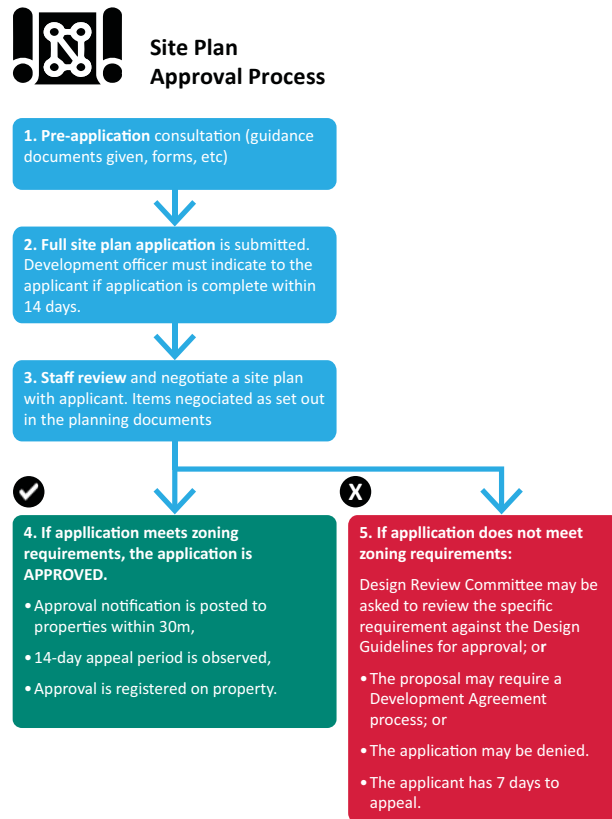 Site Plan
Approval Process
1. Pre-application consultation (guidance
documents given, forms, etc)
2. Full site plan application is submitted.
Development officer must indicate to the
applicant if application is complete within
14 days.
3. Staff review and negotiate a site plan
with applicant. Items negociated as set out
in the planning documents
4. If appllication meets zoning
requirements, the application is
APPROVED.
• Approval notification is posted to
properties within 30m,
• 14-day appeal period is observed,
• Approval is registered on property.
X
5. If appllication does not meet
zoning requirements:
Design Review Committee may be
asked to review the specific
requirement against the Design
Guidelines for approval; or
• The proposal may require a
Development Agreement
process; or
• The application may be denied.
• The applicant has 7 days to
appeal.